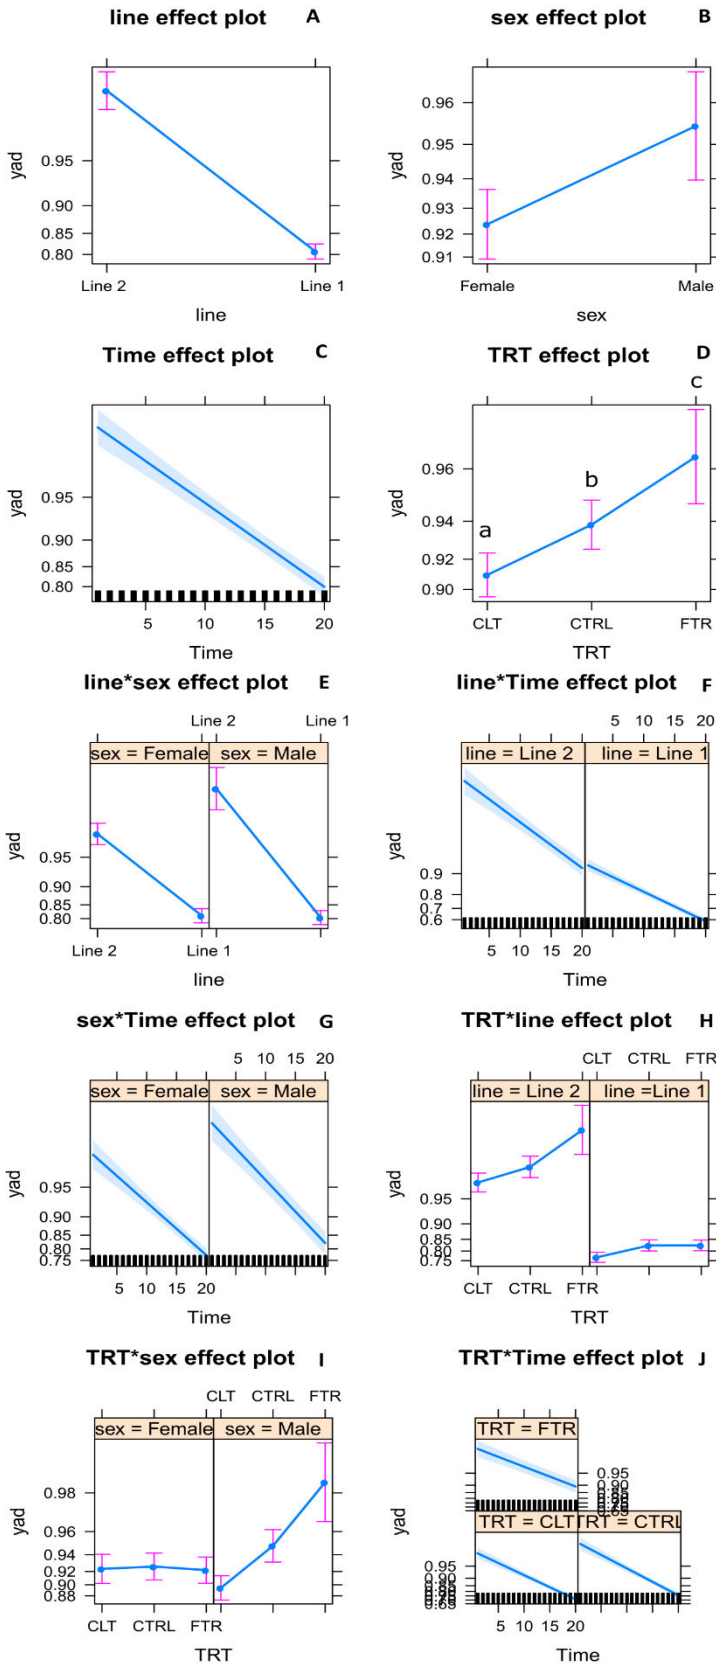 line effect plot A
yad
0.95
0.90
0.85
0.80
Line 2 Line 1
line
sex effect plot B
yad
0.96
0.95
0.94
0.93
0.92
0.91
Female Male
sex
Time effect plot C
yad
0.95
0.90
0.85
0.80
5 10 15 20
Time
TRT effect plot D
c
b
a
yad
0.96
0.94
0.92
0.90
CLT CTRL FTR
TRT
line*sex effect plot E
Line 2 Line 1
sex = Female sex = Male
yad
0.95
0.90
0.85
0.80
Line 2 Line 1
line
line*Time effect plot F
5 10 15 20
line = Line 2 line = Line 1
yad
0.9
0.8
0.7
0.6
5 10 15 20
Time
sex*Time effect plot G
5 10 15 20
sex = Female sex = Male
yad
0.95
0.90
0.85
0.80
0.75
5 10 15 20
Time
TRT*line effect plot H
CLT CTRL FTR
line = Line 2 line =Line 1
yad
0.95
0.90
0.85
0.80
0.75
CLT CTRL FTR
TRT
TRT*sex effect plot I
CLT CTRL FTR
sex = Female sex = Male
yad
0.98
0.96
0.94
0.92
0.90
0.88
CLT CTRL FTR
TRT
TRT*Time effect plot J
TRT = FTR
0.95
0.90
0.85
TRT = CLT TRT = CTRL
yad
0.95
0.90
0.85
5 10 15 20
Time